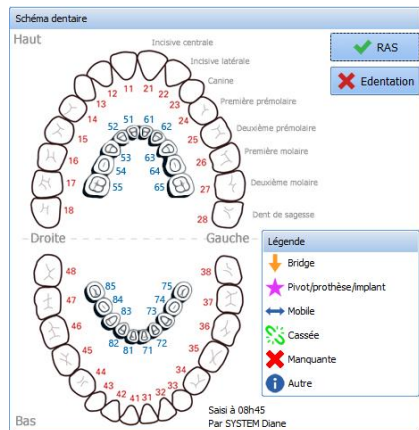 Schéma dentaire
Haut
RAS
Edentation
Incisive centrale
Incisive latérale
Canine
Première prémolaire
Deuxième prémolaire
Première molaire
Deuxième molaire
Dent de sagesse
11 21
12 22
13 23
14 24
15 25
16 26
17 27
18 28
51 61
52 62
53 63
54 64
55 65
Droite Gauche
48 38
47 37
46 36
45 35
44 34
43 33
42 41 31 32
85 75
84 74
83 73
82 81 71 72
Légende
Bridge
Pivot/prothèse/implant
Mobile
Cassée
Manquante
Autre
Bas
Saisi à 08h45
Par SYSTEM Diane